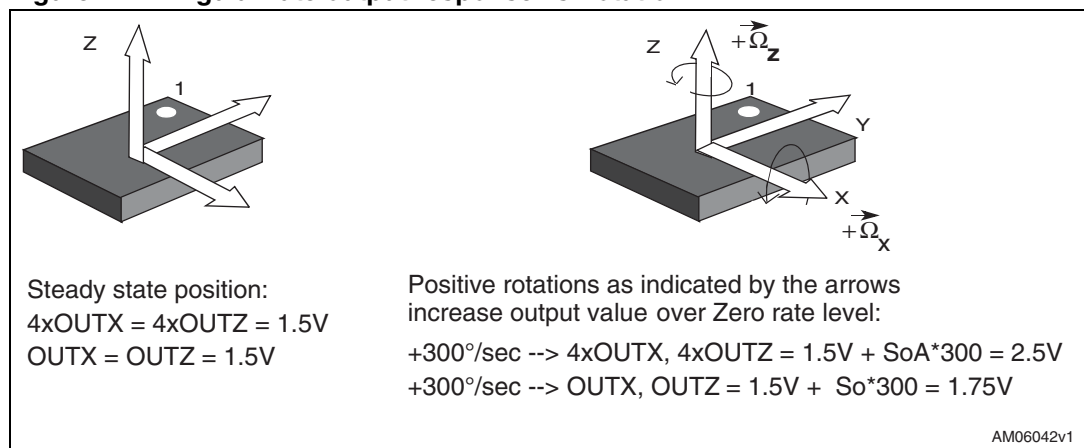 Z
1
Z
+Ω
Z
1
Y
X
+Ω
X
Steady state position:
4xOUTX = 4xOUTZ = 1.5V
OUTX = OUTZ = 1.5V
Positive rotations as indicated by the arrows
increase output value over Zero rate level:
+300°/sec --> 4xOUTX, 4xOUTZ = 1.5V + SoA*300 = 2.5V
+300°/sec --> OUTX, OUTZ = 1.5V + So*300 = 1.75V
AM06042v1